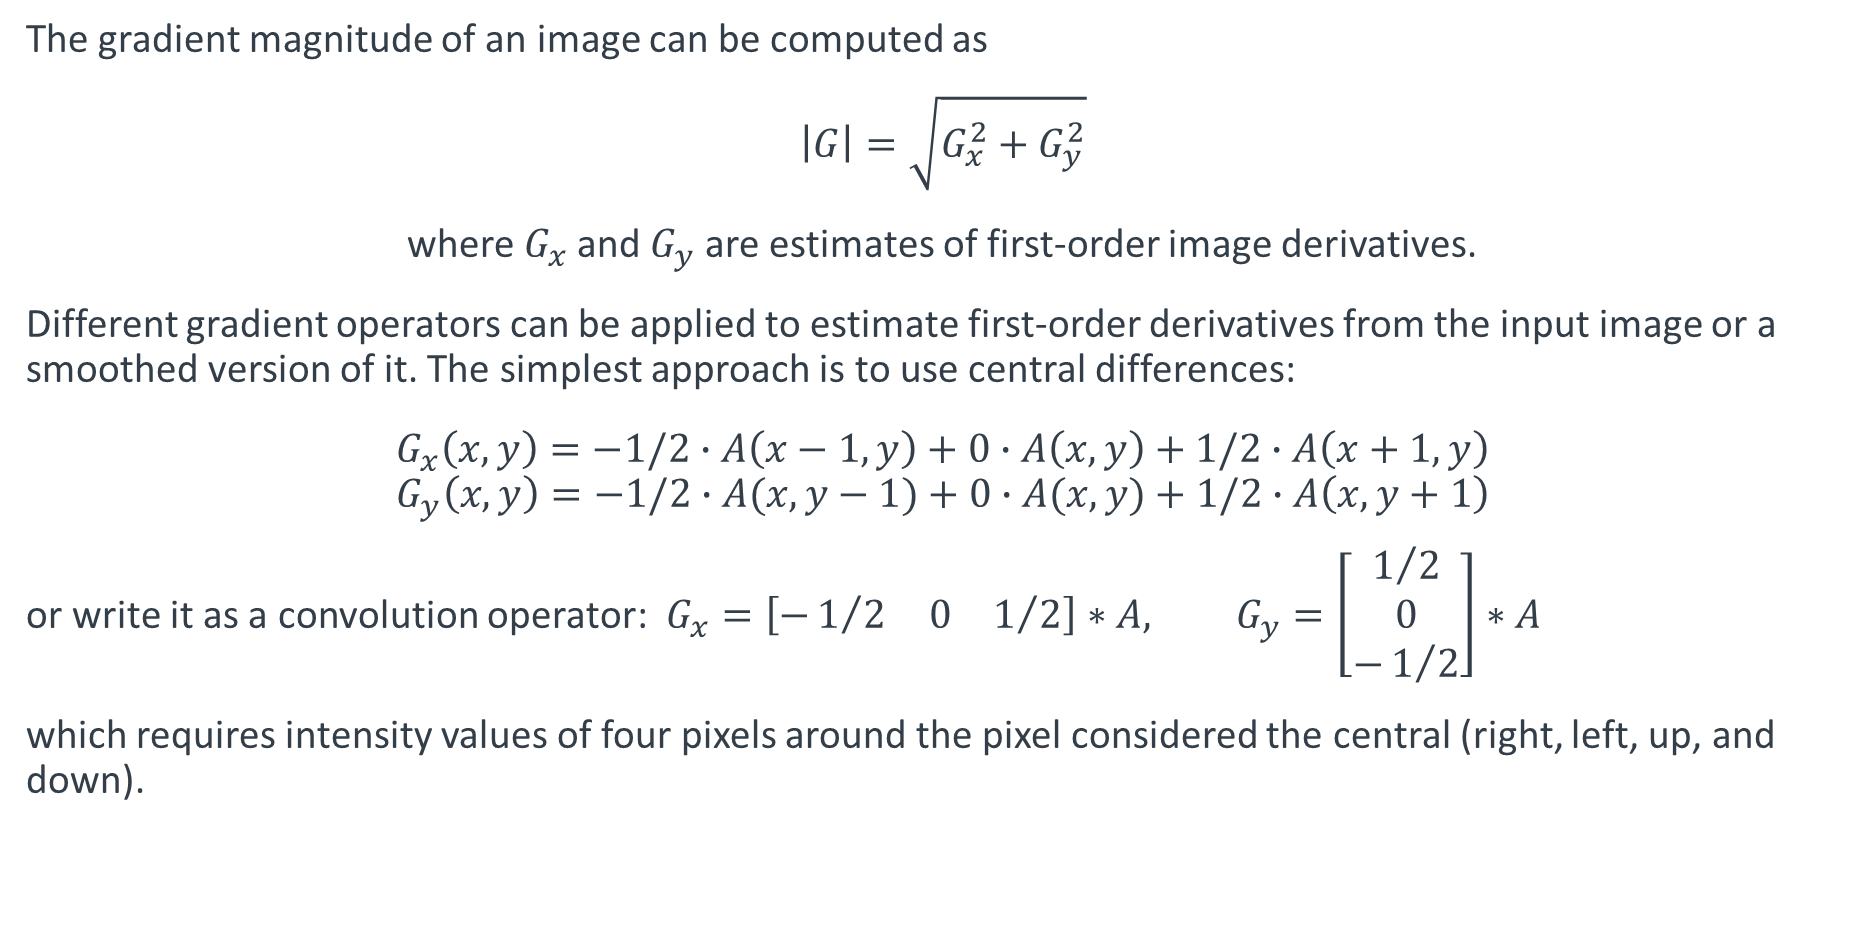 The gradient magnitude of an image can be computed as
|G| = √(G_x^2 + G_y^2)
where G_x and G_y are estimates of first-order image derivatives.
Different gradient operators can be applied to estimate first-order derivatives from the input image or a
smoothed version of it. The simplest approach is to use central differences:
G_x(x, y) = −1/2 · A(x − 1, y) + 0 · A(x, y) + 1/2 · A(x + 1, y)
G_y(x, y) = −1/2 · A(x, y − 1) + 0 · A(x, y) + 1/2 · A(x, y + 1)
or write it as a convolution operator: G_x = [− 1/2 0 1/2] * A, G_y = [1/2 0 − 1/2] * A
which requires intensity values of four pixels around the pixel considered the central (right, left, up, and
down).